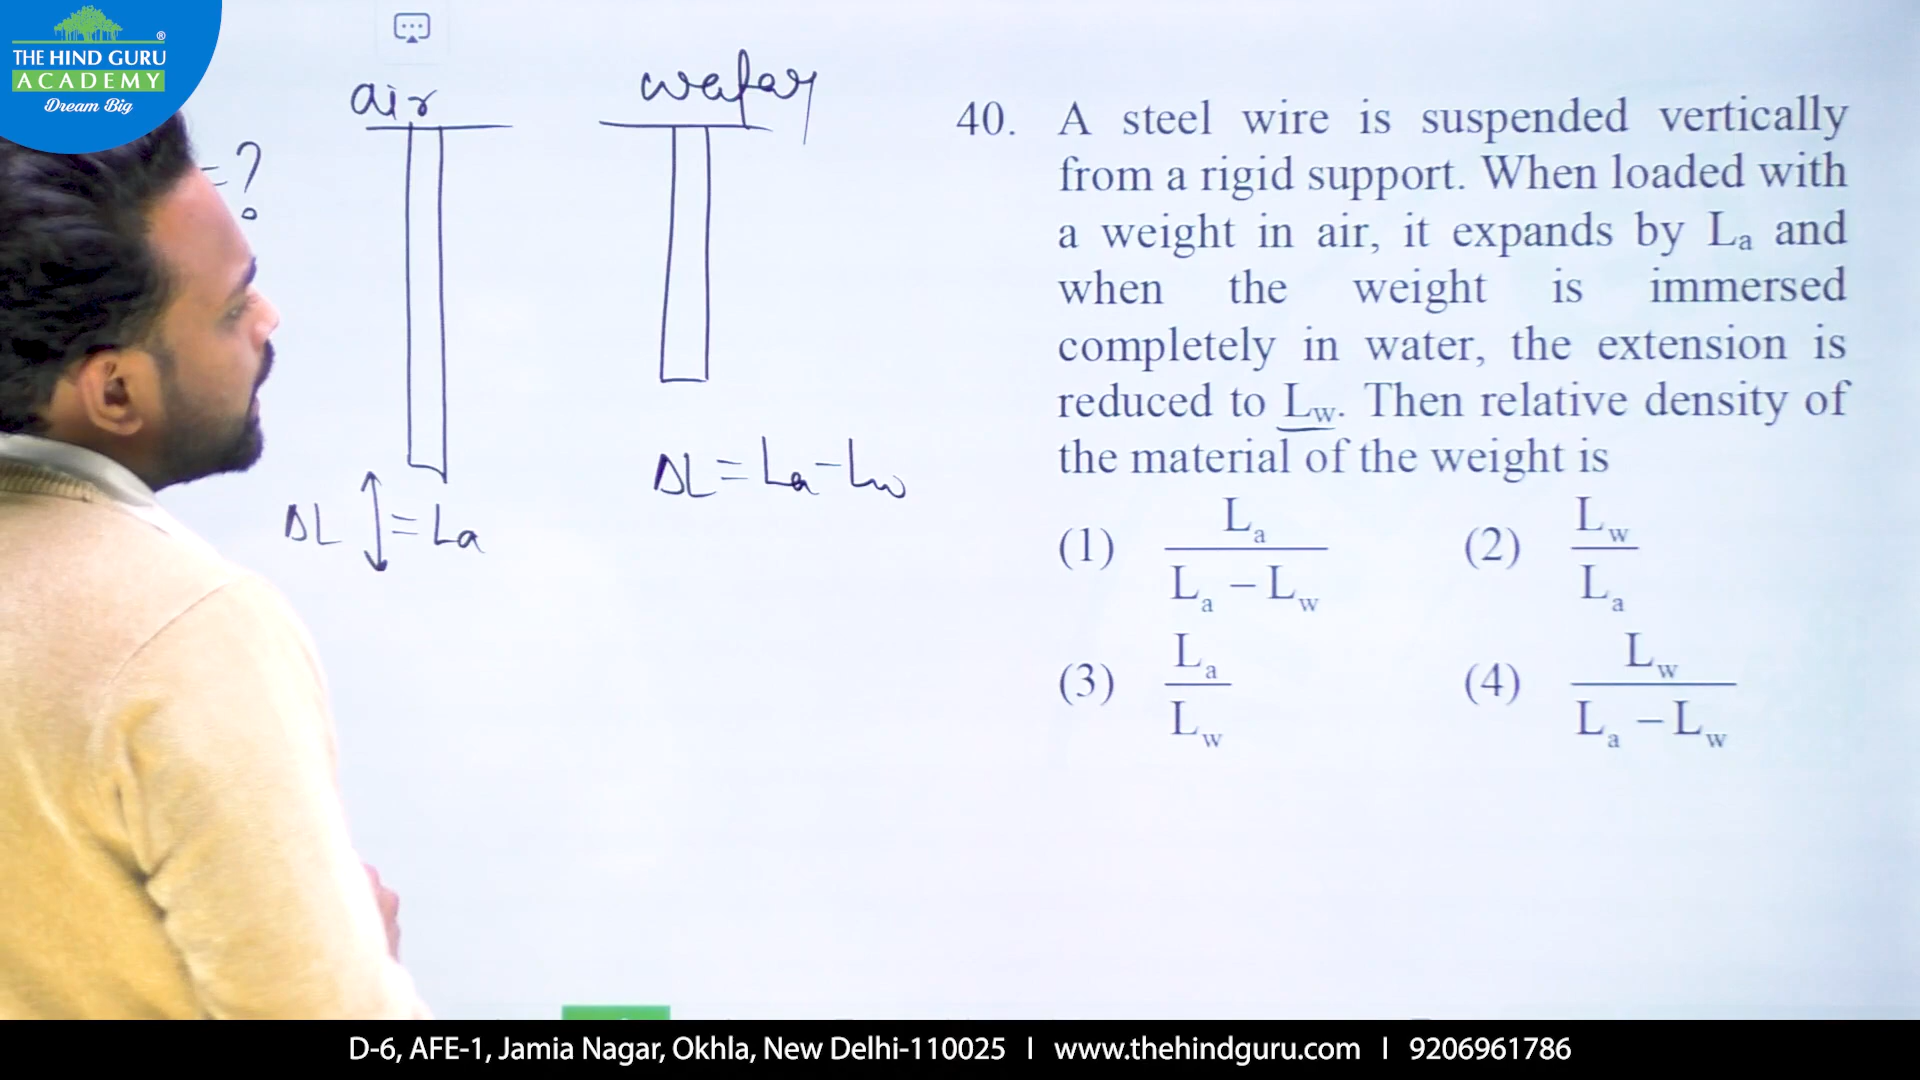 THE HIND GURU
®
ACADEMY
Dream Big
= ?
air
ΔL = La
water
ΔL = La - Lw
40. A steel wire is suspended vertically
from a rigid support. When loaded with
a weight in air, it expands by La and
when the weight is immersed
completely in water, the extension is
reduced to Lw. Then relative density of
the material of the weight is
(1) La / (La – Lw) (2) Lw / La
(3) La / Lw (4) Lw / (La – Lw)
D-6, AFE-1, Jamia Nagar, Okhla, New Delhi-110025 | www.thehindguru.com | 9206961786